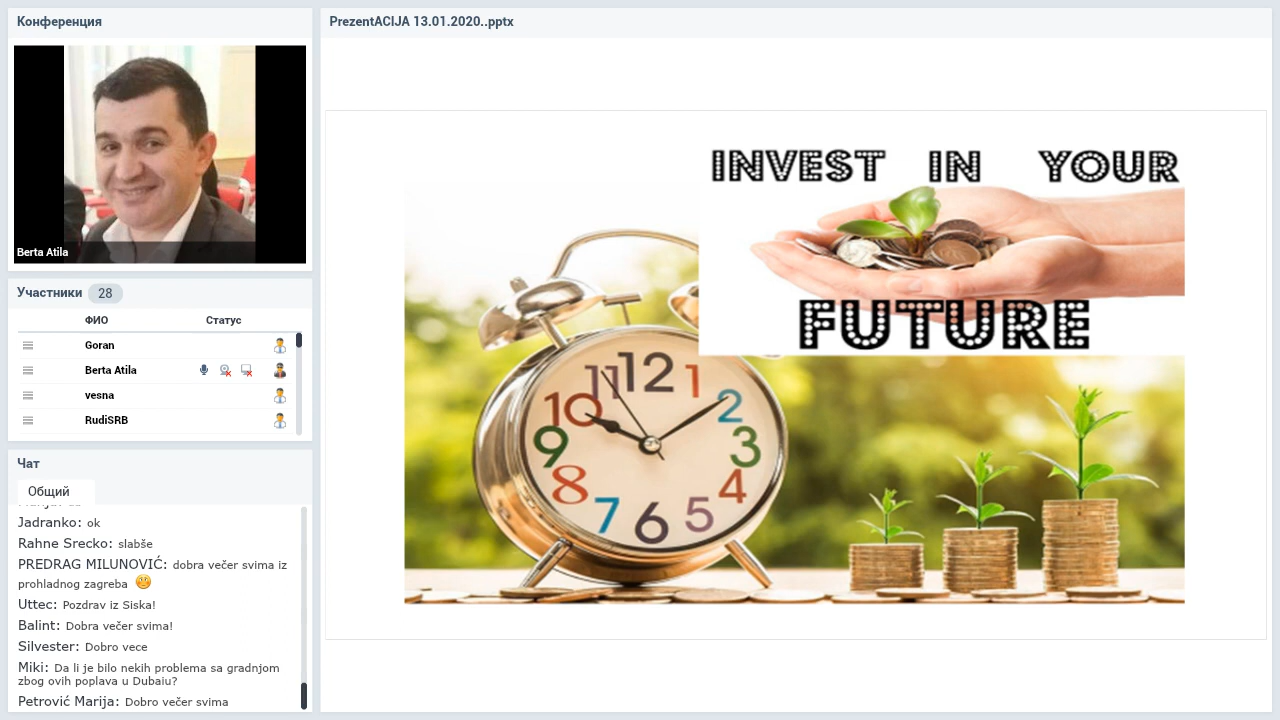 Конференция
Berta Atila
Участники 28
ФИО Статус
Goran
Berta Atila
vesna
RudiSRB
Чат
Общий
Jadranko: ok
Rahne Srecko: slabše
PREDRAG MILUNOVIĆ: dobra večer svima iz
prohladnog zagreba
Uttec: Pozdrav iz Siska!
Balint: Dobra večer svima!
Silvester: Dobro vece
Miki: Da li je bilo nekih problema sa gradnjom
zbog ovih poplava u Dubaiu?
Petrović Marija: Dobro večer svima
PrezentACIJA 13.01.2020..pptx
INVEST IN YOUR
FUTURE
12
1
2
3
4
5
6
7
8
9
10
11